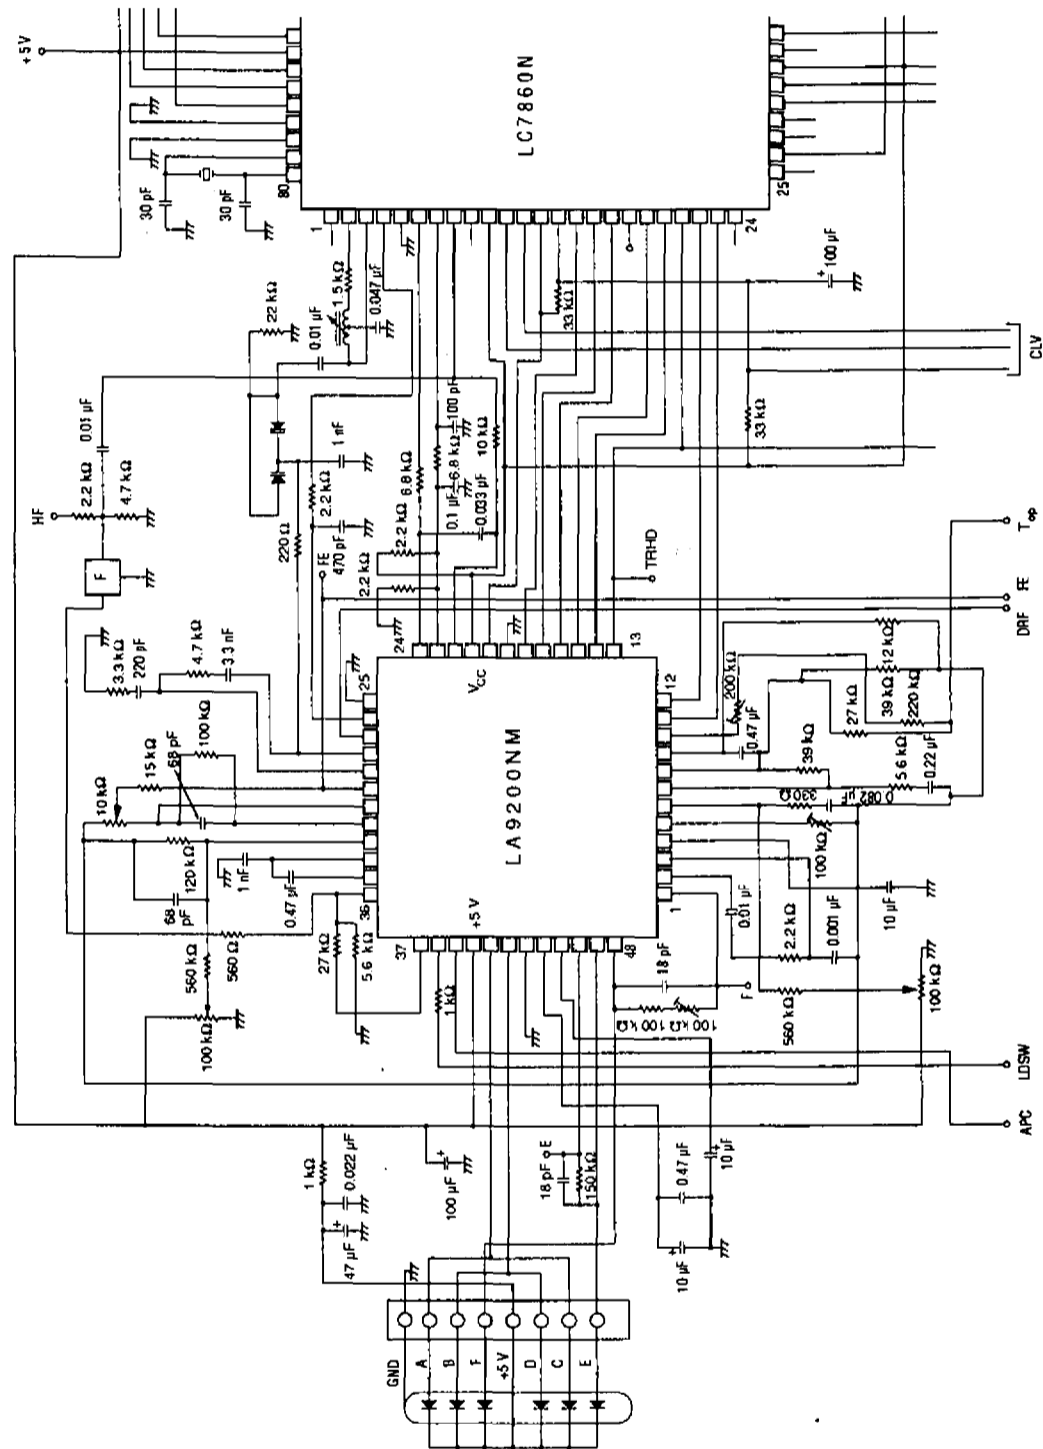 +5V
LC7860N
80
25
1
24
30 pF
30 pF
22 kΩ
0.01 µF
1.5 kΩ
0.047 µF
33 kΩ
+ 100 µF
CLV
33 kΩ
HF
2.2 kΩ
4.7 kΩ
F
100 pF
1 nF
2.2 kΩ
6.8 kΩ
6.8 kΩ
10 kΩ
0.1 µF
0.033 µF
220 Ω
470 pF
2.2 kΩ
2.2 kΩ
TRHD
Top
FE
DRF
3.3 kΩ
220 pF
4.7 kΩ
3.3 nF
24
VCC
13
25
12
LA9200NM
36
1
+5 V
37
48
10 kΩ
15 kΩ
68 pF
100 kΩ
120 kΩ
68 pF
1 nF
0.47 µF
560 kΩ
560 Ω
100 kΩ
27 kΩ
5.6 kΩ
1 kΩ
18 pF
100 kΩ
100 kΩ
F
200 kΩ
0.47 µF
39 kΩ
27 kΩ
39 kΩ
12 kΩ
220 kΩ
5.6 kΩ
0.22 µF
330 Ω
0.082 µF
100 kΩ
0.01 µF
2.2 kΩ
0.001 µF
10 µF
560 kΩ
100 kΩ
LDSW
APC
1 kΩ
0.022 µF
+
47 µF
100 µF
+
18 pF
E
150 kΩ
0.47 µF
+
10 µF
10 µF
+
GND
A
B
F
+5 V
D
C
E